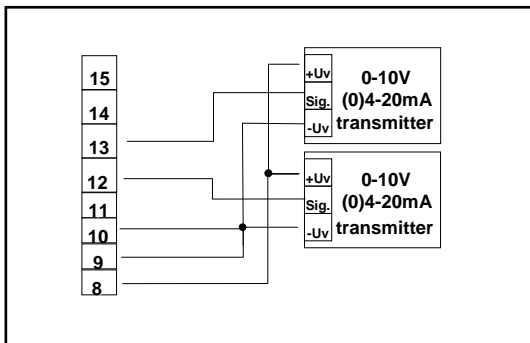 15
14
13
12
11
10
9
8
+Uv
Sig.
-Uv
0-10V
(0)4-20mA
transmitter
+Uv
Sig.
-Uv
0-10V
(0)4-20mA
transmitter